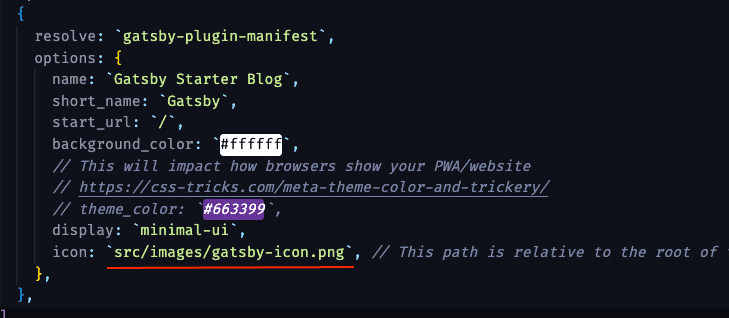 {
resolve: `gatsby-plugin-manifest`,
options: {
name: `Gatsby Starter Blog`,
short_name: `Gatsby`,
start_url: `/`,
background_color: `#ffffff`,
// This will impact how browsers show your PWA/website
// https://css-tricks.com/meta-theme-color-and-trickery/
// theme_color: `#663399`,
display: `minimal-ui`,
icon: `src/images/gatsby-icon.png`, // This path is relative to the root of
},
},
]